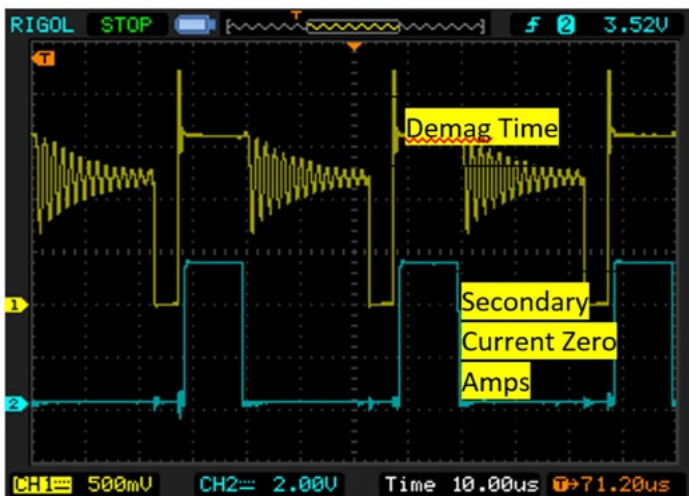 RIGOL STOP T 2 3.52V
T
Demag Time
1
Secondary
Current Zero
Amps
2
CH1 500mV CH2 2.00V Time 10.00us T→71.20us